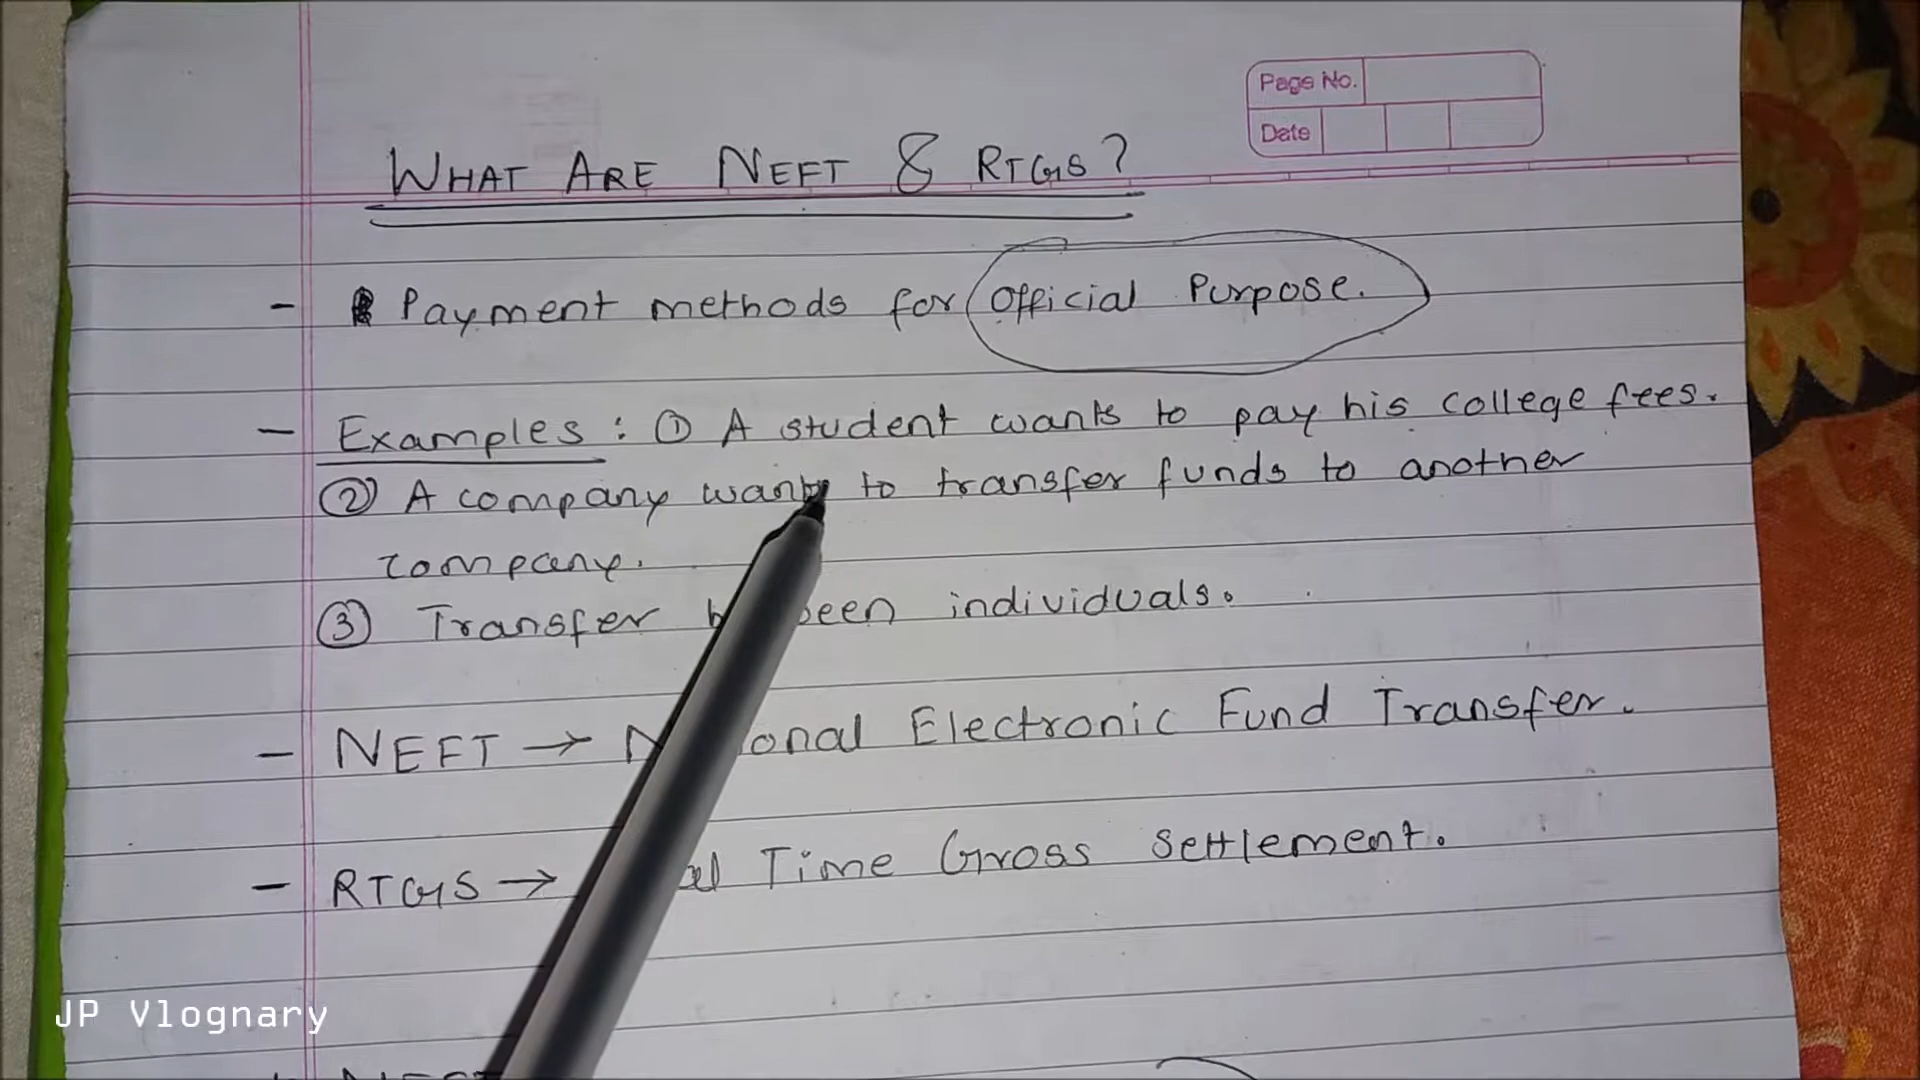 Page No.
Date
WHAT ARE NEFT & RTGS?
- Payment methods for Official Purpose.
- Examples: ① A student wants to pay his college fees.
② A company wants to transfer funds to another
company.
③ Transfer been individuals.
- NEFT → N onal Electronic Fund Transfer.
- RTGS → al Time Gross Settlement.
JP Vlognary